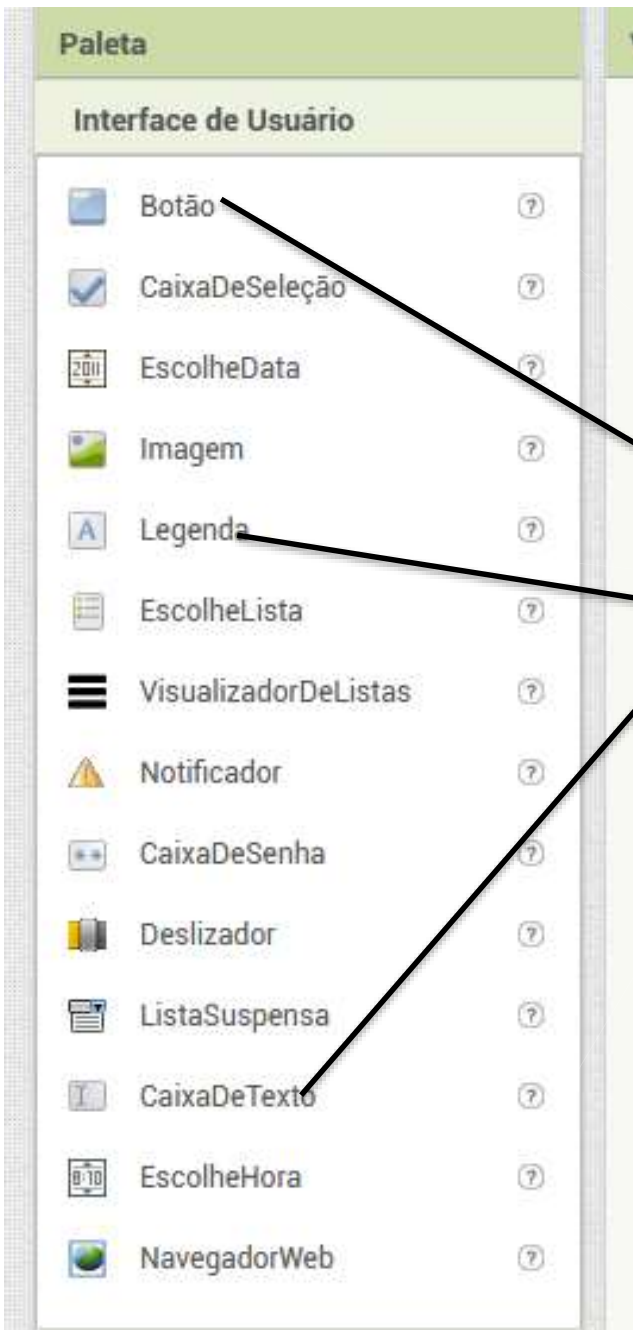 Paleta
Interface de Usuário
Botão ?
CaixaDeSeleção ?
EscolheData ?
Imagem ?
A Legenda ?
EscolheLista ?
VisualizadorDeListas ?
Notificador ?
CaixaDeSenha ?
Deslizador ?
ListaSuspensa ?
CaixaDeTexto ?
EscolheHora ?
NavegadorWeb ?